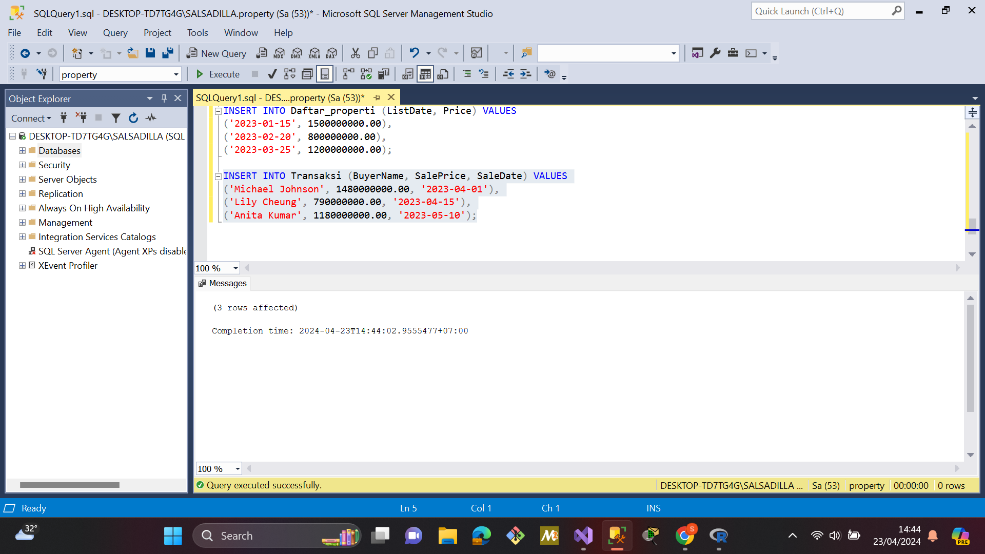 SQLQuery1.sql - DESKTOP-TD7TG4G\SALSADILLA.property (Sa (53))* - Microsoft SQL Server Management Studio
Quick Launch (Ctrl+Q)
File Edit View Query Project Tools Window Help
New Query
property
Execute
Object Explorer
Connect
DESKTOP-TD7TG4G\SALSADILLA (SQL
Databases
Security
Server Objects
Replication
Always On High Availability
Management
Integration Services Catalogs
SQL Server Agent (Agent XPs disable
XEvent Profiler
SQLQuery1.sql - DES....property (Sa (53))*
INSERT INTO Daftar_properti (ListDate, Price) VALUES
('2023-01-15', 1500000000.00),
('2023-02-20', 800000000.00),
('2023-03-25', 1200000000.00);
INSERT INTO Transaksi (BuyerName, SalePrice, SaleDate) VALUES
('Michael Johnson', 1480000000.00, '2023-04-01'),
('Lily Cheung', 790000000.00, '2023-04-15'),
('Anita Kumar', 1180000000.00, '2023-05-10');
100 %
Messages
(3 rows affected)
Completion time: 2024-04-23T14:44:02.9555477+07:00
100 %
Query executed successfully.
DESKTOP-TD7TG4G\SALSADILLA ... Sa (53) property 00:00:00 0 rows
Ready
Ln 5 Col 1 Ch 1 INS
32°
Search
14:44
23/04/2024